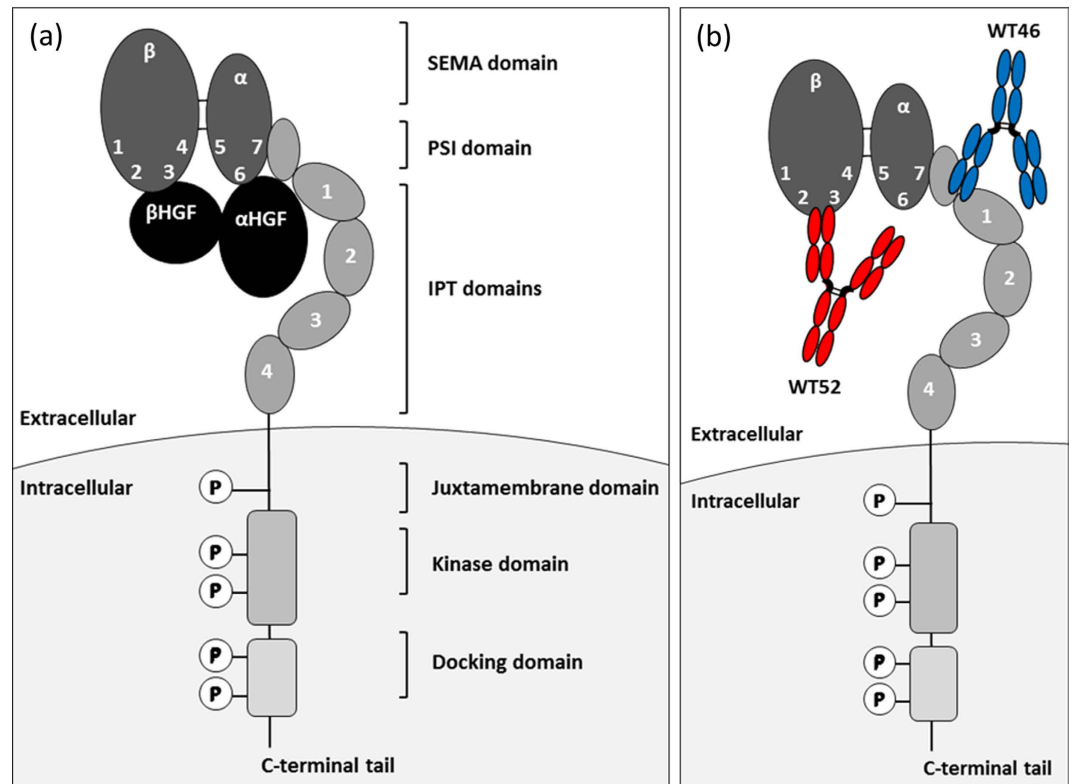 (a)
β
α
SEMA domain
1
2
3
4
5
6
7
PSI domain
βHGF
αHGF
1
2
3
4
IPT domains
Extracellular
Intracellular
P
Juxtamembrane domain
P
P
Kinase domain
P
P
Docking domain
C-terminal tail
(b)
WT46
β
α
1
2
3
4
5
6
7
1
2
3
4
WT52
Extracellular
Intracellular
P
P
P
P
P
C-terminal tail